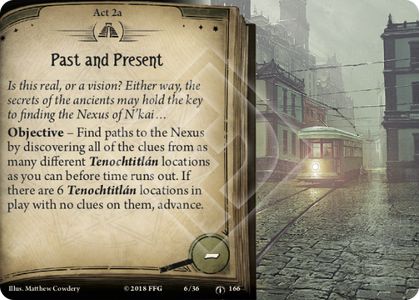 Act 2a
Past and Present
Is this real, or a vision? Either way, the
secrets of the ancients may hold the key
to finding the Nexus of N'kai…
Objective – Find paths to the Nexus
by discovering all of the clues from as
many different Tenochtitlán locations
as you can before time runs out. If
there are 6 Tenochtitlán locations in
play with no clues on them, advance.
-
Illus. Matthew Cowdery
© 2018 FFG
6/36
166